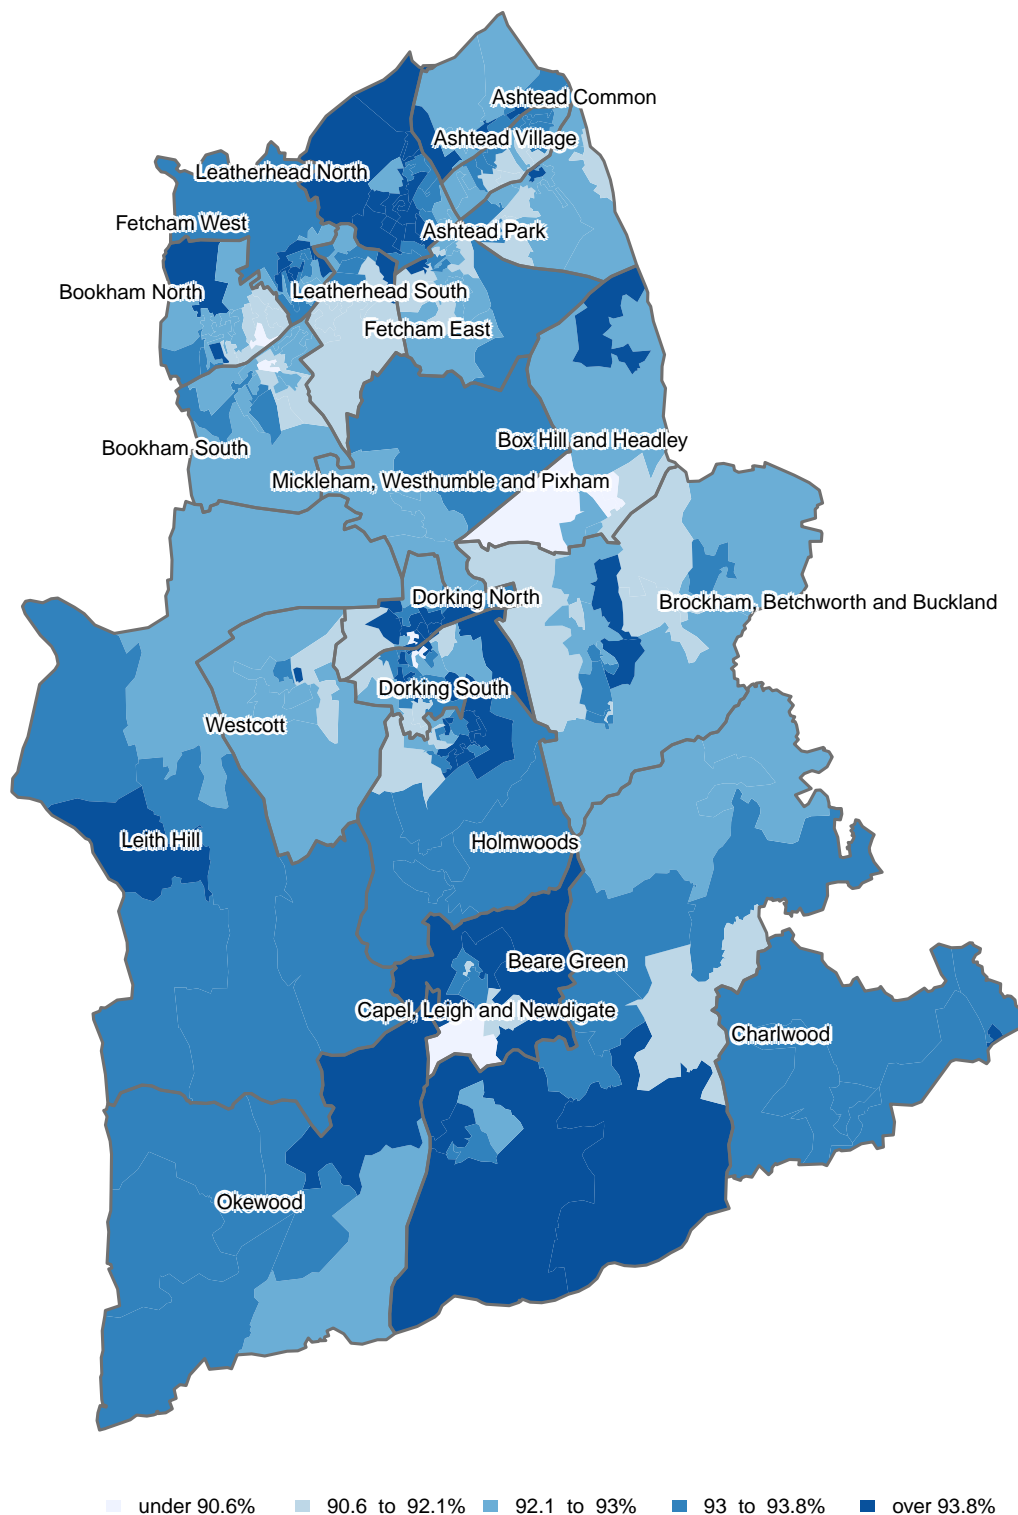 Ashtead Common
Ashtead Village
Leatherhead North
Fetcham West
Ashtead Park
Bookham North
Leatherhead South
Fetcham East
Box Hill and Headley
Bookham South
Mickleham, Westhumble and Pixham
Dorking North
Brockham, Betchworth and Buckland
Dorking South
Westcott
Leith Hill
Holmwoods
Beare Green
Capel, Leigh and Newdigate
Charlwood
Okewood
under 90.6%
90.6 to 92.1%
92.1 to 93%
93 to 93.8%
over 93.8%